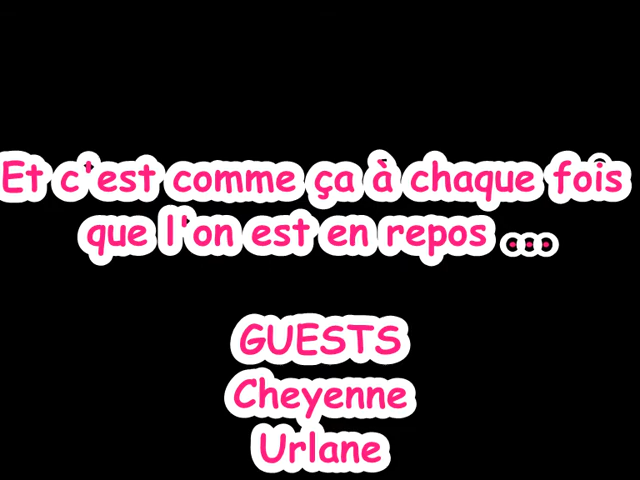 Et c'est comme ça à chaque fois
que l'on est en repos ...
GUESTS
Cheyenne
Urlane